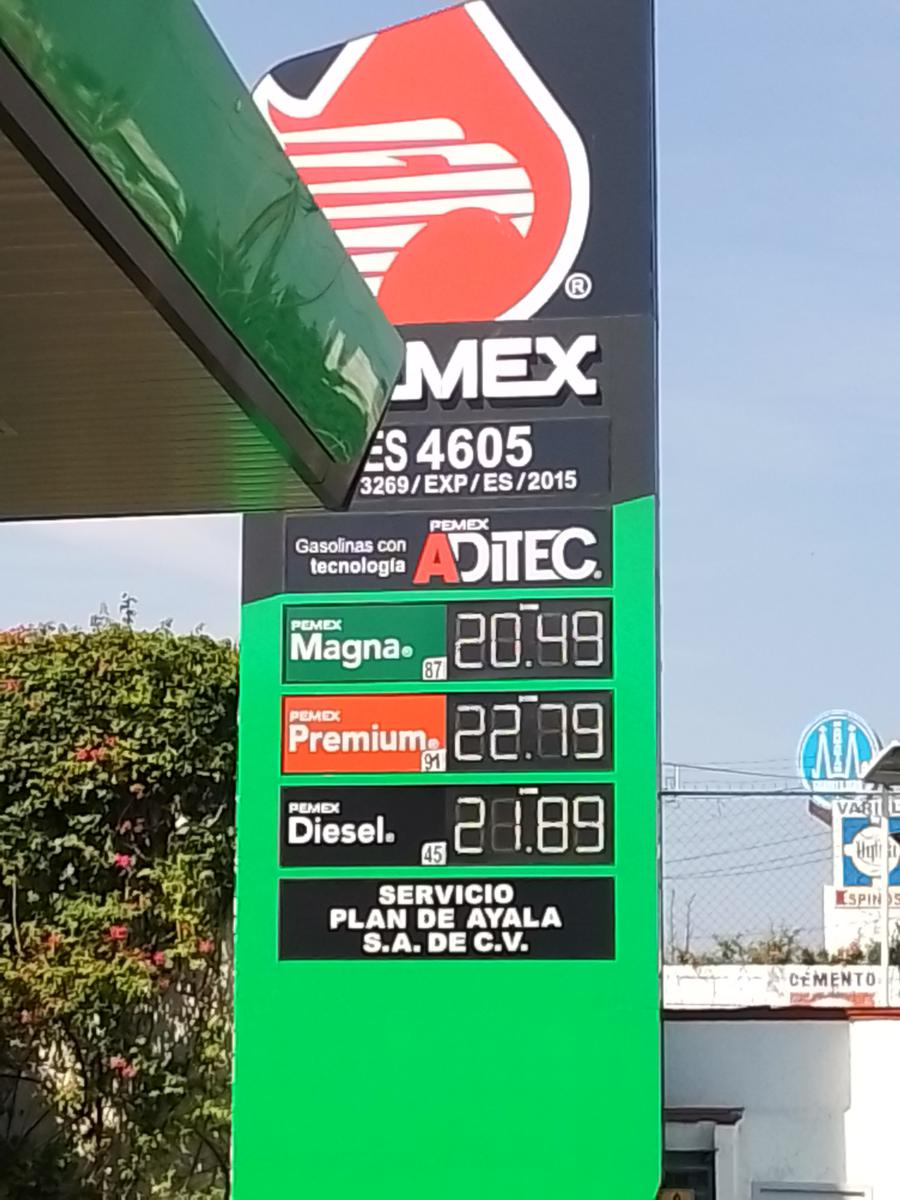 ®
EMEX
ES 4605
3269/EXP/ES/2015
Gasolinas con
tecnología
PEMEX
ADITEC®
PEMEX
Magna®
87
20.49
PEMEX
Premium®
91
22.79
PEMEX
Diesel®
45
21.89
SERVICIO
PLAN DE AYALA
S.A. DE C.V.
CEMENTO